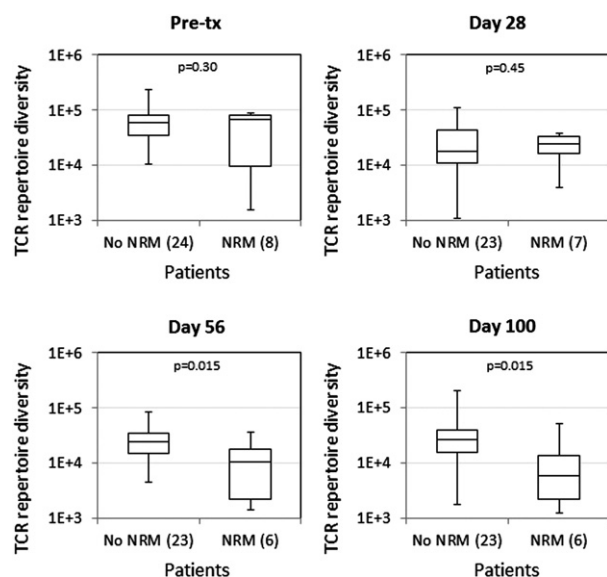 Pre-tx
TCR repertoire diversity
1E+6
1E+5
1E+4
1E+3
p=0.30
No NRM (24) NRM (8)
Patients
Day 28
TCR repertoire diversity
1E+6
1E+5
1E+4
1E+3
p=0.45
No NRM (23) NRM (7)
Patients
Day 56
TCR repertoire diversity
1E+6
1E+5
1E+4
1E+3
p=0.015
No NRM (23) NRM (6)
Patients
Day 100
TCR repertoire diversity
1E+6
1E+5
1E+4
1E+3
p=0.015
No NRM (23) NRM (6)
Patients